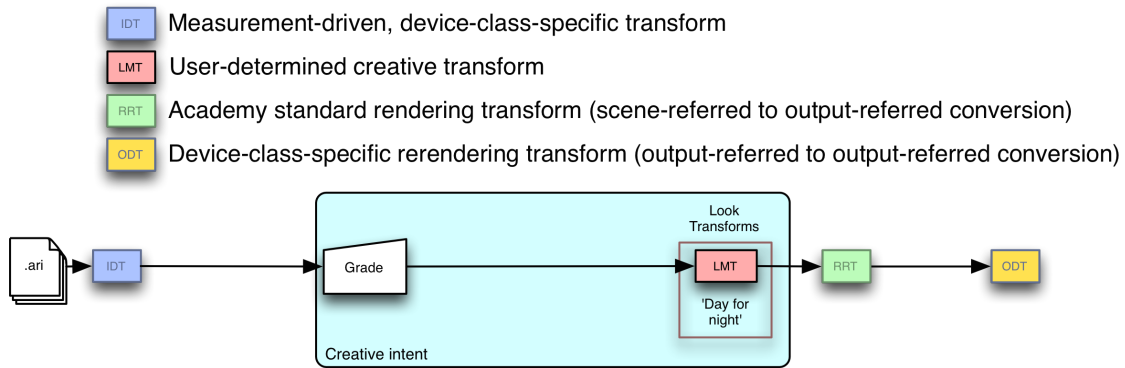 IDT Measurement-driven, device-class-specific transform
LMT User-determined creative transform
RRT Academy standard rendering transform (scene-referred to output-referred conversion)
ODT Device-class-specific rerendering transform (output-referred to output-referred conversion)
Look
Transforms
.ari
IDT
Grade
LMT
RRT
ODT
'Day for
night'
Creative intent